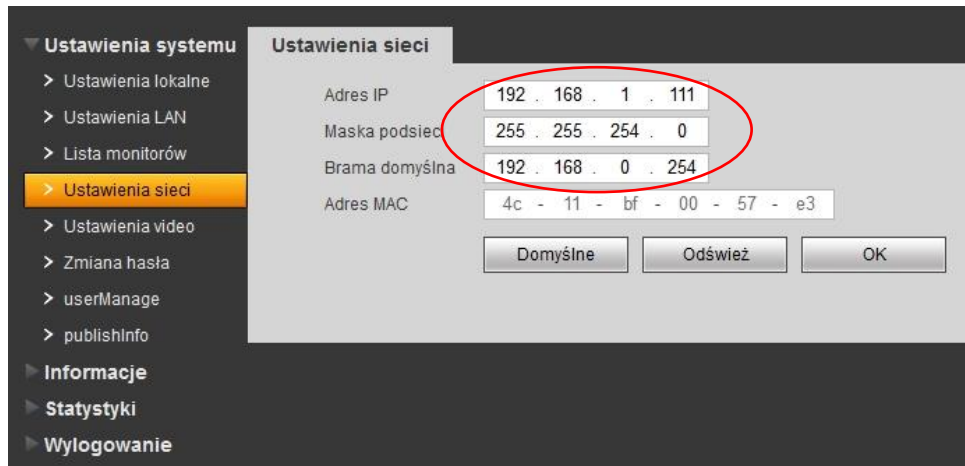 Ustawienia systemu
Ustawienia lokalne
Ustawienia LAN
Lista monitorów
Ustawienia sieci
Ustawienia video
Zmiana hasła
userManage
publishInfo
Informacje
Statystyki
Wylogowanie
Ustawienia sieci
Adres IP 192 . 168 . 1 . 111
Maska podsiec 255 . 255 . 254 . 0
Brama domyślna 192 . 168 . 0 . 254
Adres MAC 4c - 11 - bf - 00 - 57 - e3
Domyślne Odśwież OK